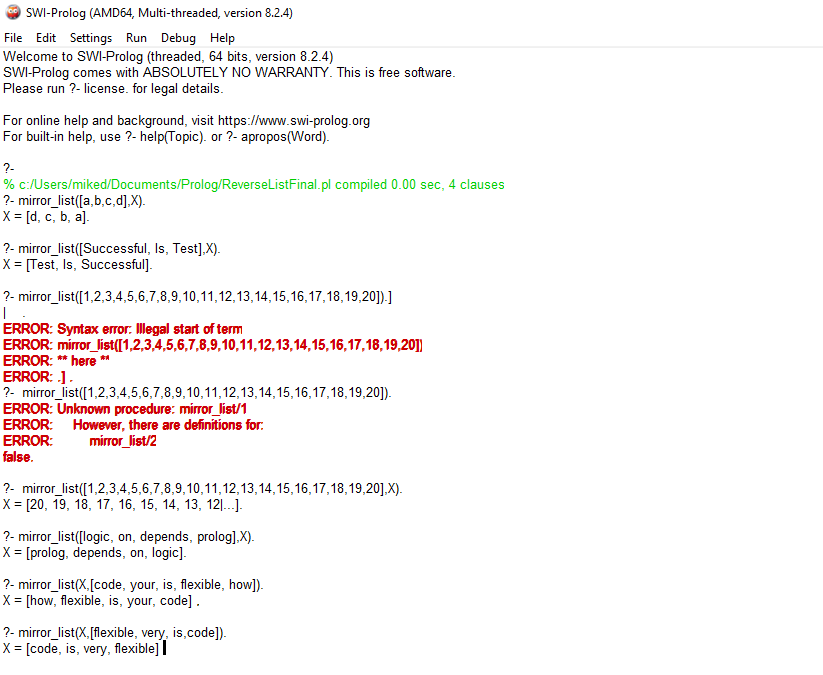 SWI-Prolog (AMD64, Multi-threaded, version 8.2.4)
File Edit Settings Run Debug Help
Welcome to SWI-Prolog (threaded, 64 bits, version 8.2.4)
SWI-Prolog comes with ABSOLUTELY NO WARRANTY. This is free software.
Please run ?- license. for legal details.

For online help and background, visit https://www.swi-prolog.org
For built-in help, use ?- help(Topic). or ?- apropos(Word).

?-
% c:/Users/miked/Documents/Prolog/ReverseListFinal.pl compiled 0.00 sec, 4 clauses
?- mirror_list([a,b,c,d],X).
X = [d, c, b, a].

?- mirror_list([Successful, Is, Test],X).
X = [Test, Is, Successful].

?- mirror_list([1,2,3,4,5,6,7,8,9,10,11,12,13,14,15,16,17,18,19,20]).]
|    .
ERROR: Syntax error: Illegal start of term
ERROR: mirror_list([1,2,3,4,5,6,7,8,9,10,11,12,13,14,15,16,17,18,19,20])
ERROR: ** here **
ERROR: .] .
?-  mirror_list([1,2,3,4,5,6,7,8,9,10,11,12,13,14,15,16,17,18,19,20]).
ERROR: Unknown procedure: mirror_list/1
ERROR:     However, there are definitions for:
ERROR:         mirror_list/2
false.

?-  mirror_list([1,2,3,4,5,6,7,8,9,10,11,12,13,14,15,16,17,18,19,20],X).
X = [20, 19, 18, 17, 16, 15, 14, 13, 12|...].

?- mirror_list([logic, on, depends, prolog],X).
X = [prolog, depends, on, logic].

?- mirror_list(X,[code, your, is, flexible, how]).
X = [how, flexible, is, your, code] .

?- mirror_list(X,[flexible, very, is,code]).
X = [code, is, very, flexible]